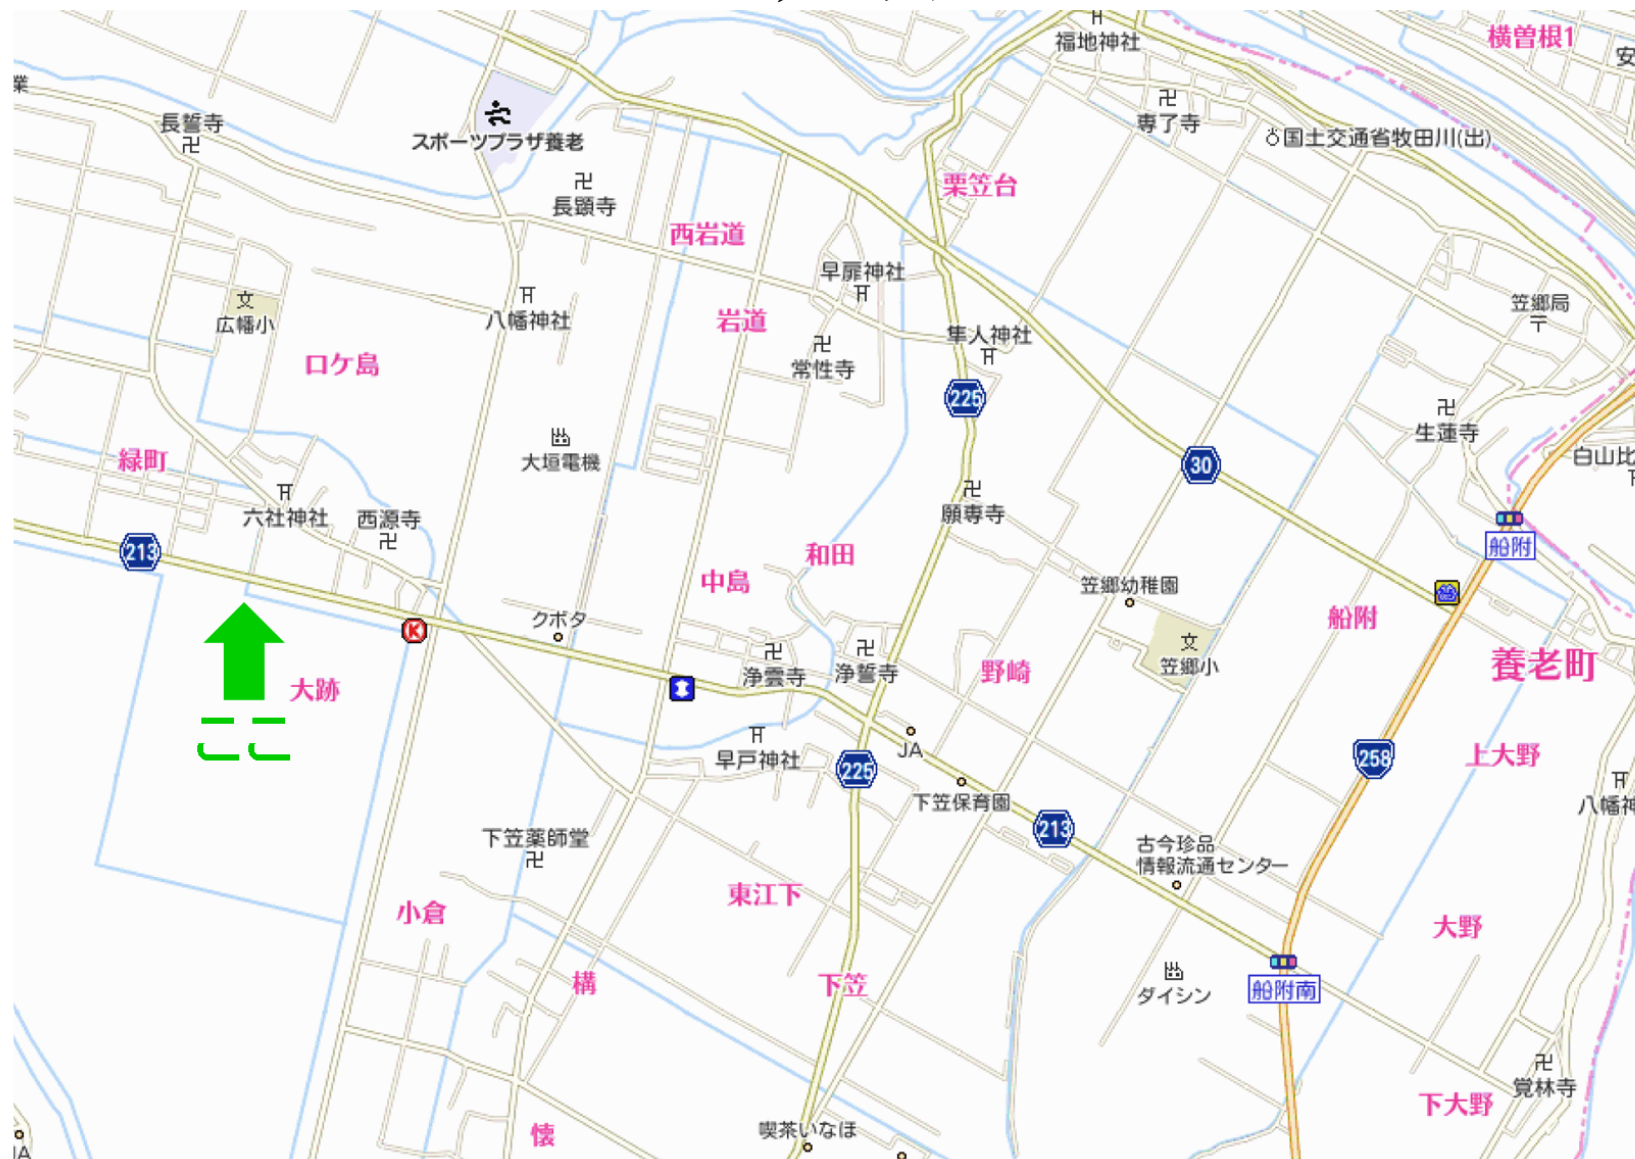 福地神社
横曽根1
安
業
専了寺
長誓寺
スポーツプラザ養老
国土交通省牧田川(出)
栗笠台
長顕寺
西岩道
早扉神社
笠郷局
広幡小
八幡神社
岩道
隼人神社
常性寺
口ケ島
225
生蓮寺
大垣電機
緑町
30
白山比
六社神社
西源寺
願専寺
213
船附
中島
和田
笠郷幼稚園
クボタ
船附
K
浄雲寺
浄誓寺
野崎
笠郷小
養老町
大跡
ここ
早戸神社
JA
225
258
上大野
下笠保育園
八幡神
下笠薬師堂
213
古今珍品
情報流通センター
東江下
小倉
大野
構
下笠
ダイシン
船附南
覚林寺
下大野
懐
喫茶いなほ
JA